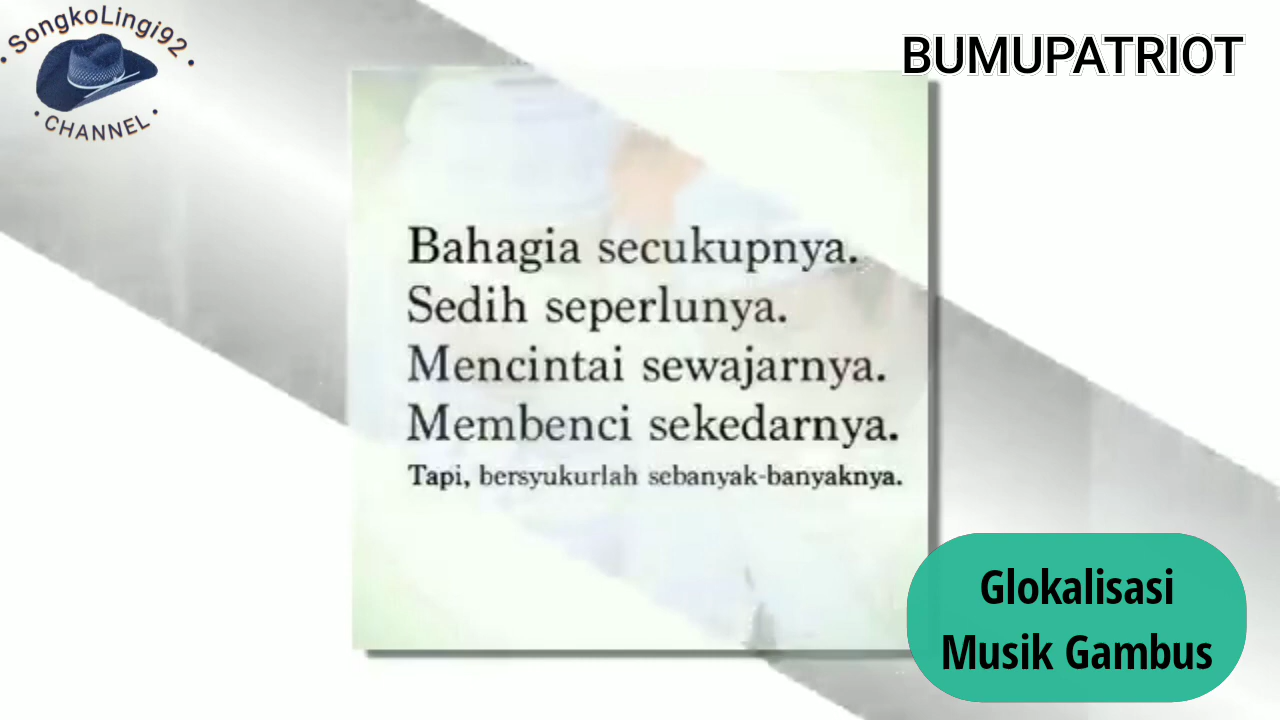 • SongkoLingi92 •
• CHANNEL •
BUMUPATRIOT
Bahagia secukupnya.
Sedih seperlunya.
Mencintai sewajarnya.
Membenci sekedarnya.
Tapi, bersyukurlah sebanyak-banyaknya.
Glokalisasi
Musik Gambus